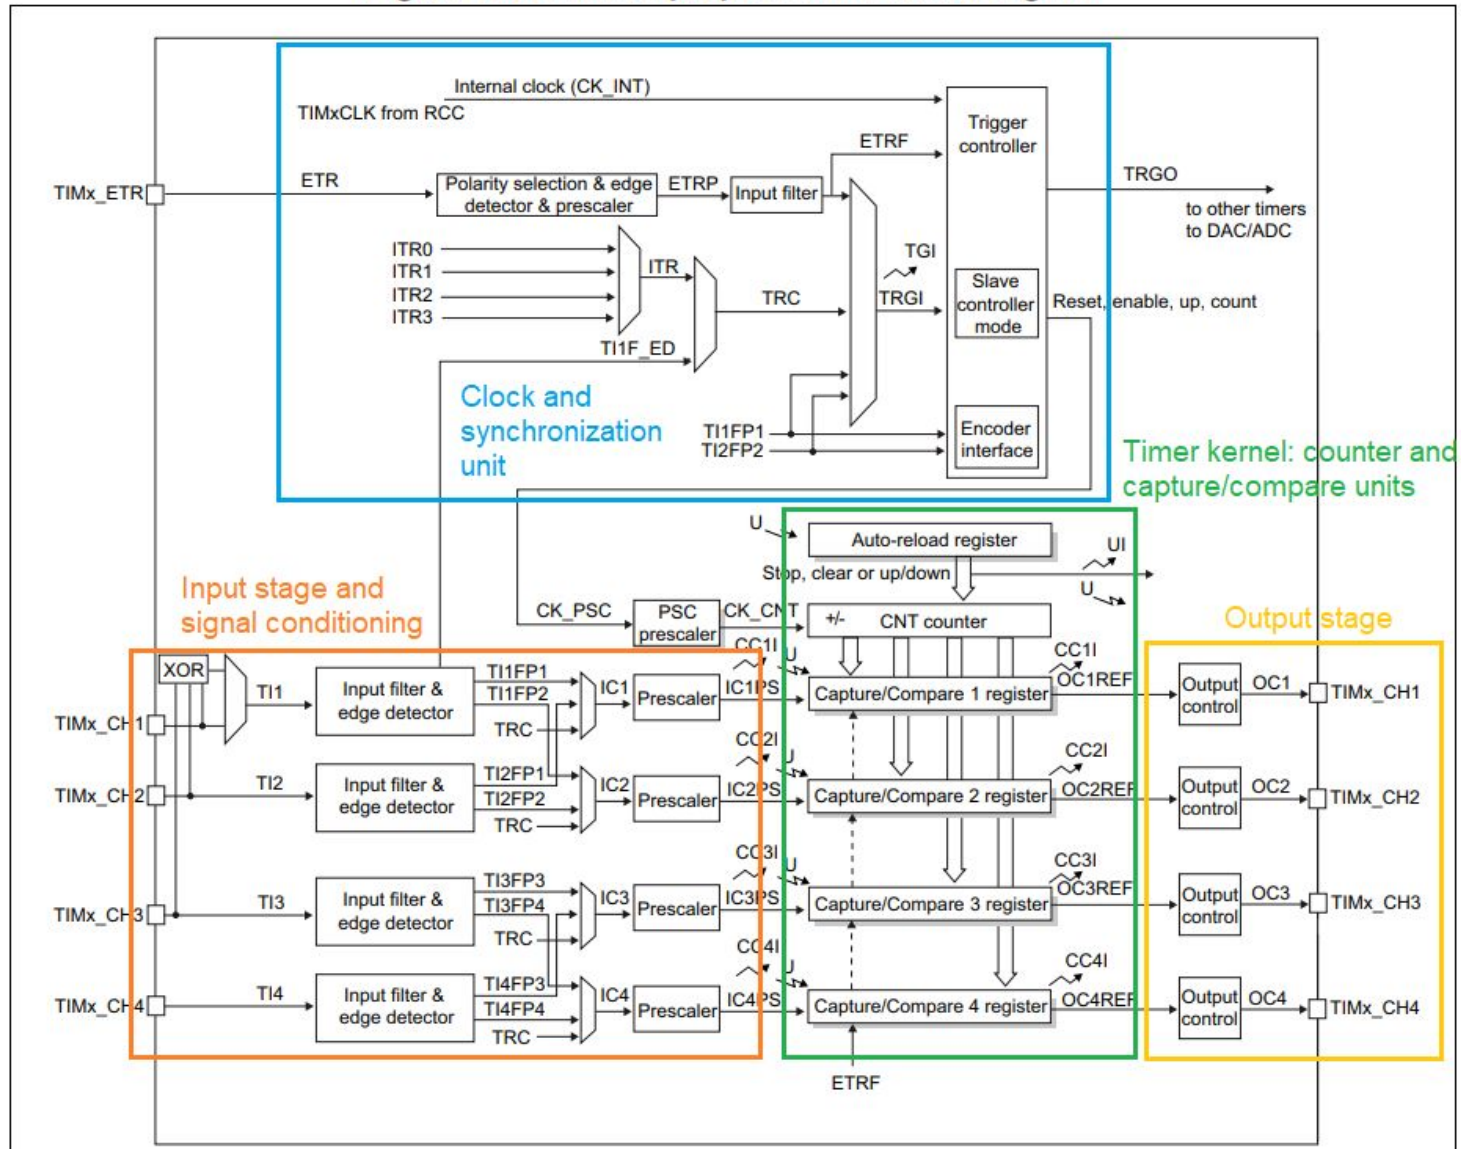 Internal clock (CK_INT)
TIMxCLK from RCC
Trigger
controller
ETRF
TIMx_ETR
ETR
Polarity selection & edge
detector & prescaler
ETRP
Input filter
TRGO
to other timers
to DAC/ADC
ITR0
ITR1
ITR2
ITR3
ITR
TRC
TGI
TRGI
Slave
controller
mode
Reset, enable, up, count
TI1F_ED
Clock and
synchronization
unit
TI1FP1
TI2FP2
Encoder
interface
Timer kernel: counter and
capture/compare units
U
Auto-reload register
UI
Stop, clear or up/down
U
Input stage and
signal conditioning
CK_PSC
PSC
prescaler
CK_CNT
+/-
CNT counter
Output stage
XOR
TIMx_CH1
TI1
Input filter &
edge detector
TI1FP1
TI1FP2
TRC
IC1
Prescaler
CC1I
U
IC1PS
Capture/Compare 1 register
CC1I
OC1REF
Output
control
OC1
TIMx_CH1
TIMx_CH2
TI2
Input filter &
edge detector
TI2FP1
TI2FP2
TRC
IC2
Prescaler
CC2I
U
IC2PS
Capture/Compare 2 register
CC2I
OC2REF
Output
control
OC2
TIMx_CH2
TIMx_CH3
TI3
Input filter &
edge detector
TI3FP3
TI3FP4
TRC
IC3
Prescaler
CC3I
U
IC3PS
Capture/Compare 3 register
CC3I
OC3REF
Output
control
OC3
TIMx_CH3
TIMx_CH4
TI4
Input filter &
edge detector
TI4FP3
TI4FP4
TRC
IC4
Prescaler
CC4I
U
IC4PS
Capture/Compare 4 register
CC4I
OC4REF
Output
control
OC4
TIMx_CH4
ETRF